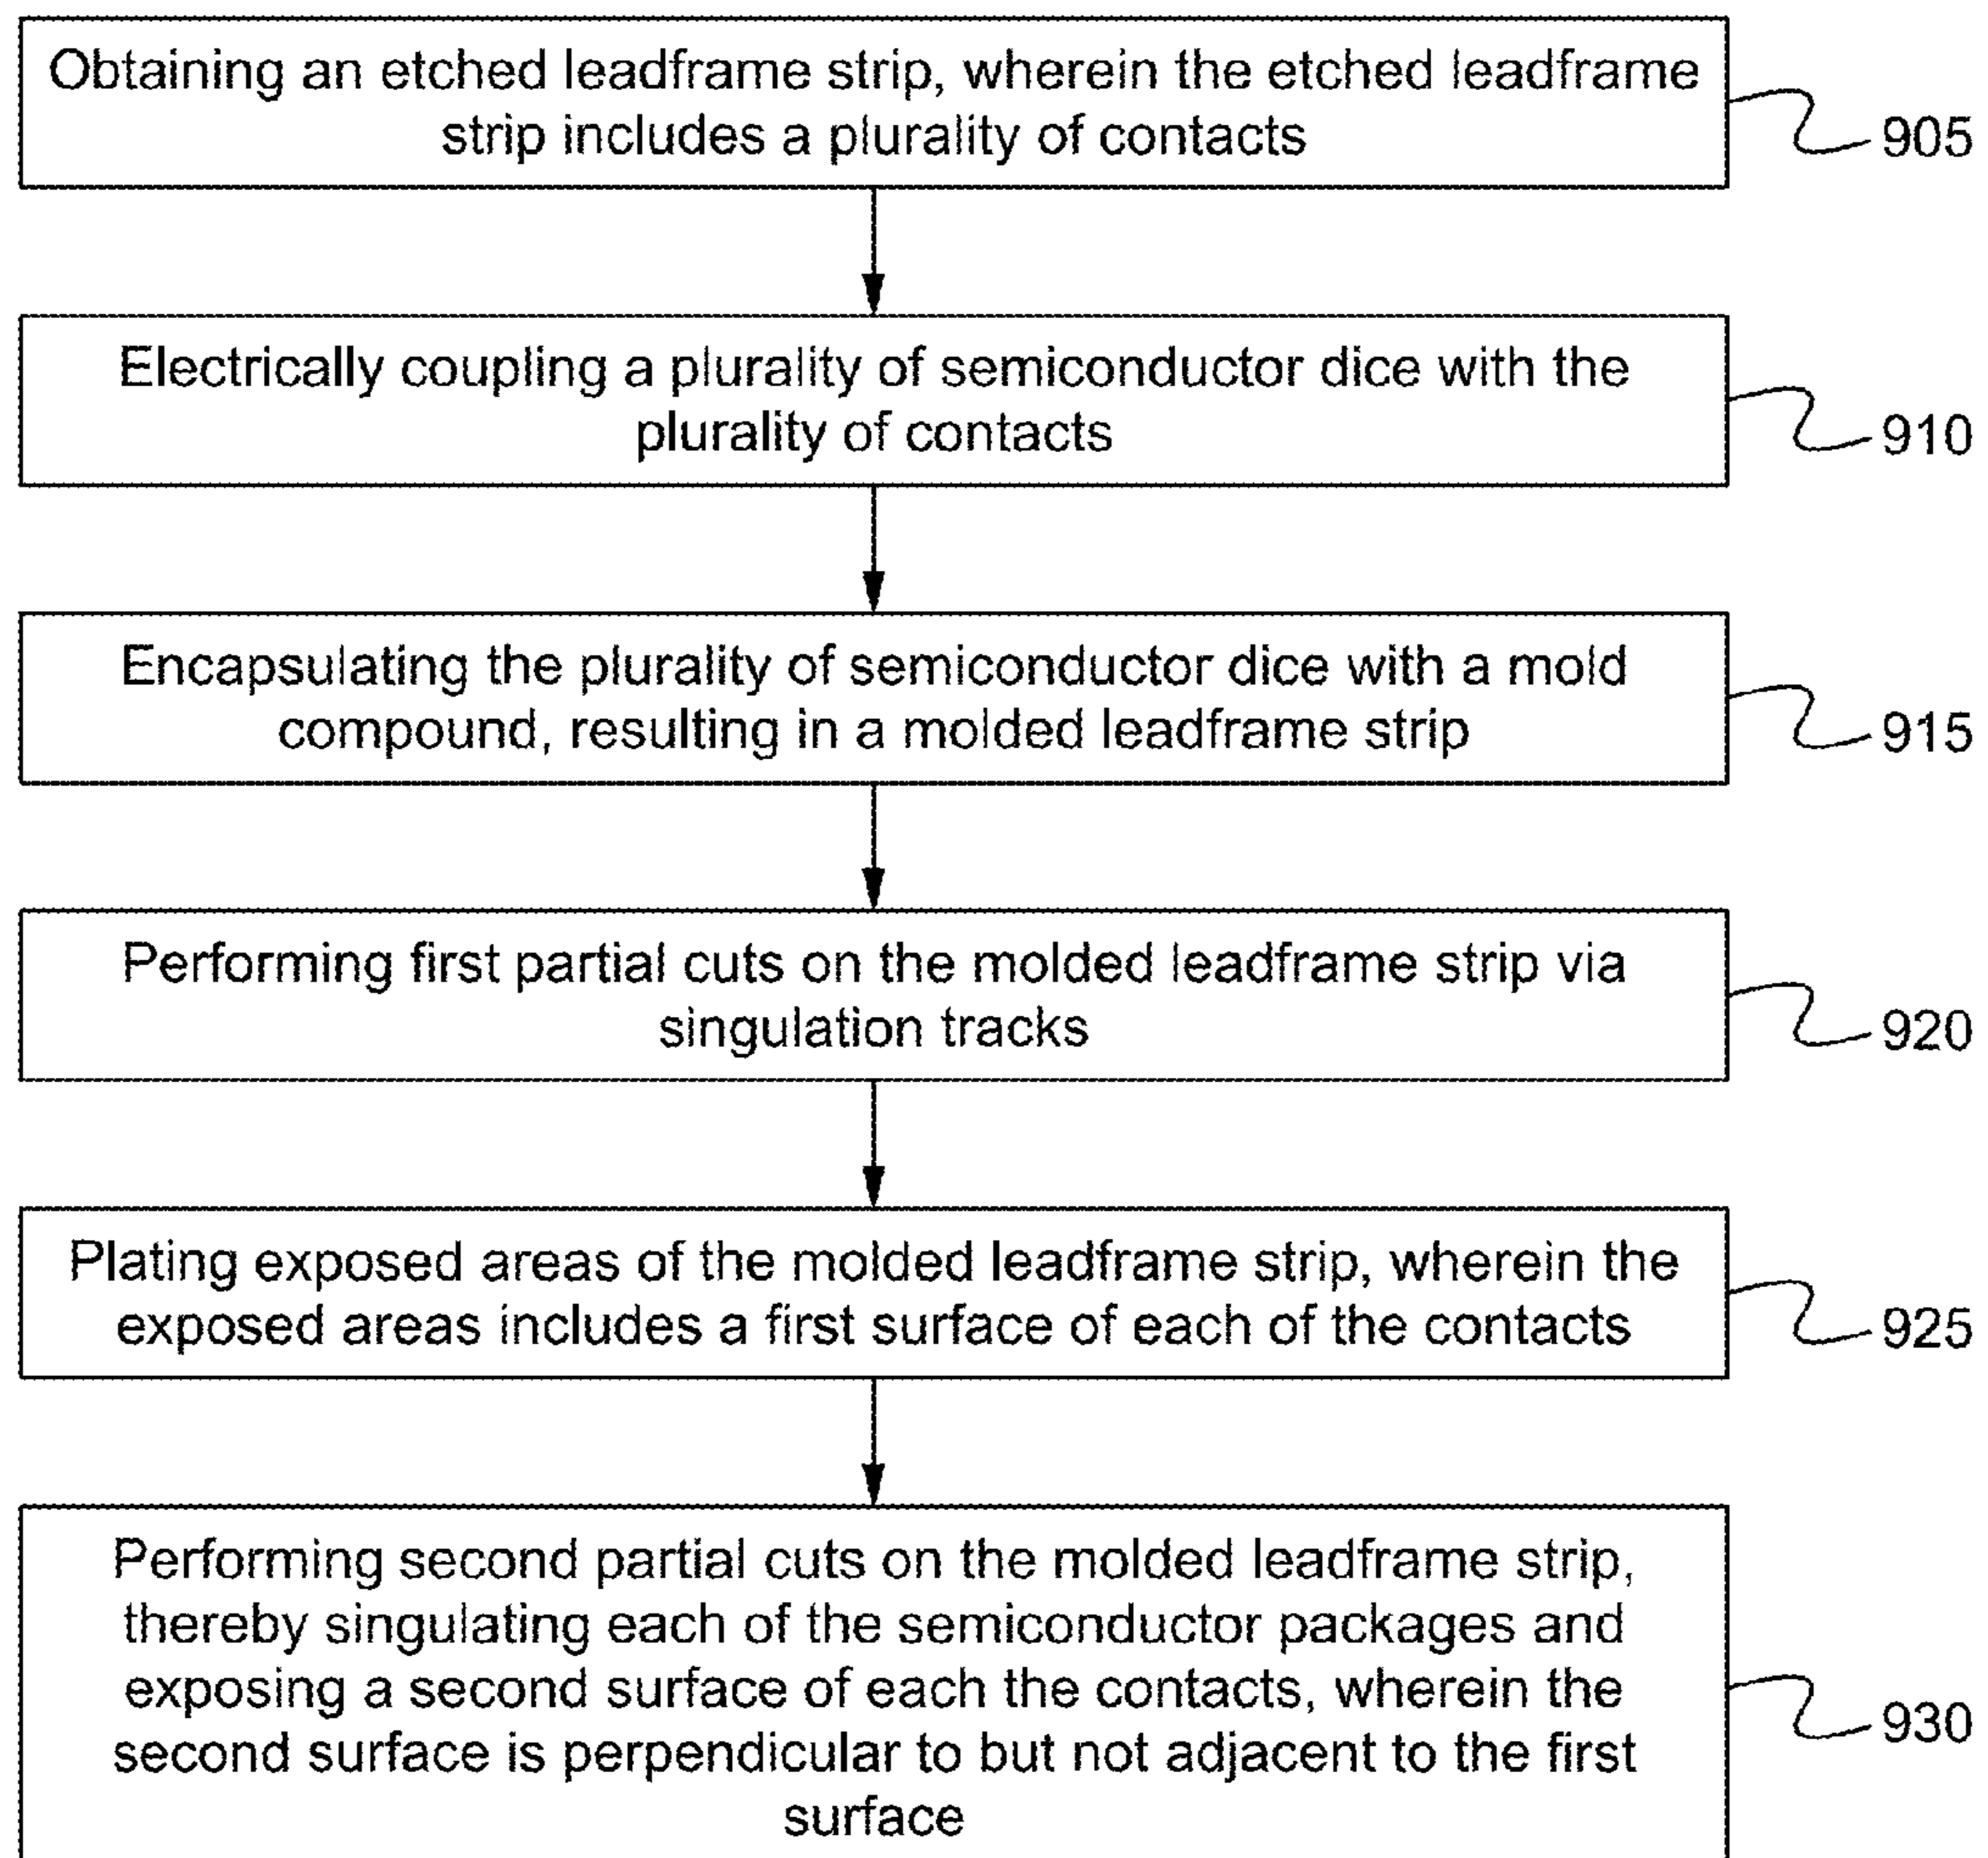 Obtaining an etched leadframe strip, wherein the etched leadframe
strip includes a plurality of contacts
905
Electrically coupling a plurality of semiconductor dice with the
plurality of contacts
910
Encapsulating the plurality of semiconductor dice with a mold
compound, resulting in a molded leadframe strip
915
Performing first partial cuts on the molded leadframe strip via
singulation tracks
920
Plating exposed areas of the molded leadframe strip, wherein the
exposed areas includes a first surface of each of the contacts
925
Performing second partial cuts on the molded leadframe strip,
thereby singulating each of the semiconductor packages and
exposing a second surface of each the contacts, wherein the
second surface is perpendicular to but not adjacent to the first
surface
930